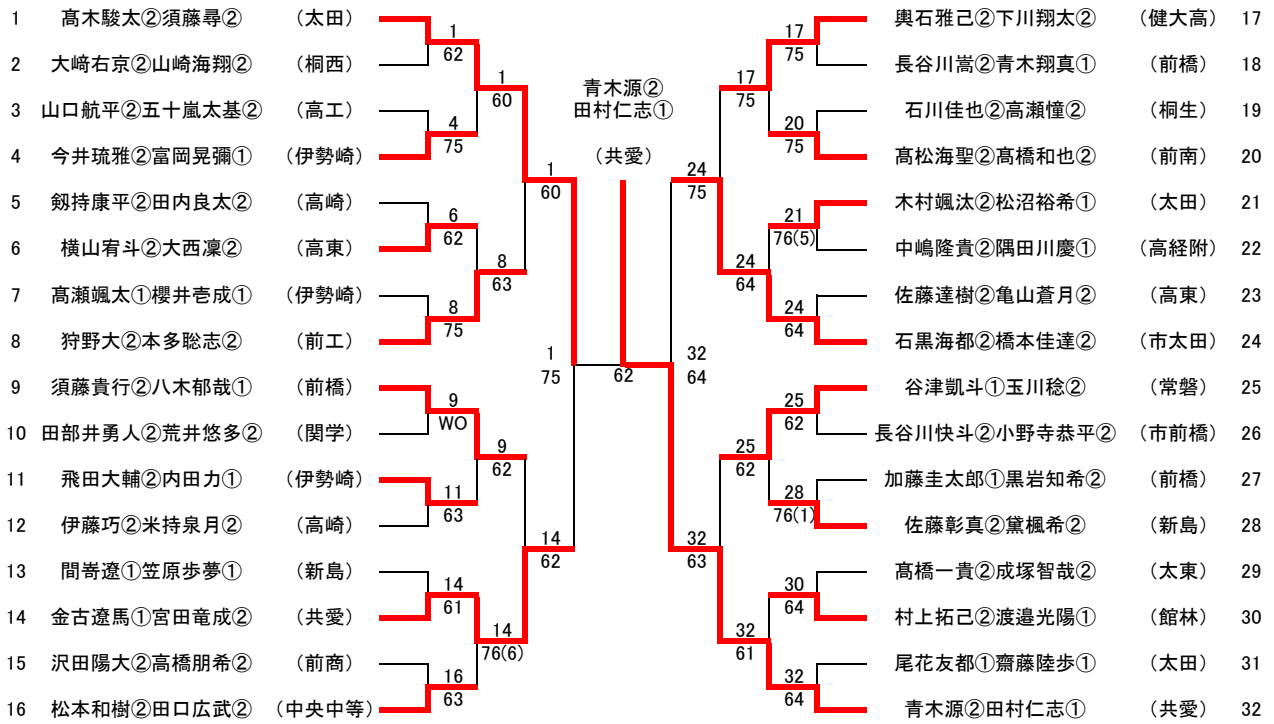 1 髙木駿太②須藤尋② (太田)
2 大﨑右京②山崎海翔② (桐西)
3 山口航平②五十嵐太基② (高工)
4 今井琉雅②富岡晃彌① (伊勢崎)
5 剱持康平②田内良太② (高崎)
6 横山宥斗②大西凜② (高東)
7 髙瀬颯太①櫻井壱成① (伊勢崎)
8 狩野大②本多聡志② (前工)
9 須藤貴行②八木郁哉① (前橋)
10 田部井勇人②荒井悠多② (関学)
11 飛田大輔②内田力① (伊勢崎)
12 伊藤巧②米持泉月② (高崎)
13 間嵜遼①笠原歩夢① (新島)
14 金古遼馬①宮田竜成② (共愛)
15 沢田陽大②高橋朋希② (前商)
16 松本和樹②田口広武② (中央中等)
1
62
4
75
6
62
8
75
9
WO
11
63
14
61
16
63
1
60
8
63
9
62
14
76(6)
1
60
14
62
1
75
青木源②
田村仁志①
(共愛)
62
32
64
24
75
32
63
17
75
24
64
25
62
32
61
17
75
20
75
21
76(5)
24
64
25
62
28
76(1)
30
64
32
64
輿石雅己②下川翔太② (健大高) 17
長谷川嵩②青木翔真① (前橋) 18
石川佳也②高瀬憧② (桐生) 19
髙松海聖②髙橋和也② (前南) 20
木村颯汰②松沼裕希① (太田) 21
中嶋隆貴②隅田川慶① (高経附) 22
佐藤達樹②亀山蒼月② (高東) 23
石黒海都②橋本佳達② (市太田) 24
谷津凱斗①玉川稔② (常磐) 25
長谷川快斗②小野寺恭平② (市前橋) 26
加藤圭太郎①黒岩知希② (前橋) 27
佐藤彰真②黛楓希② (新島) 28
髙橋一貴②成塚智哉② (太東) 29
村上拓己②渡邉光陽① (館林) 30
尾花友都①齋藤陸歩① (太田) 31
青木源②田村仁志① (共愛) 32